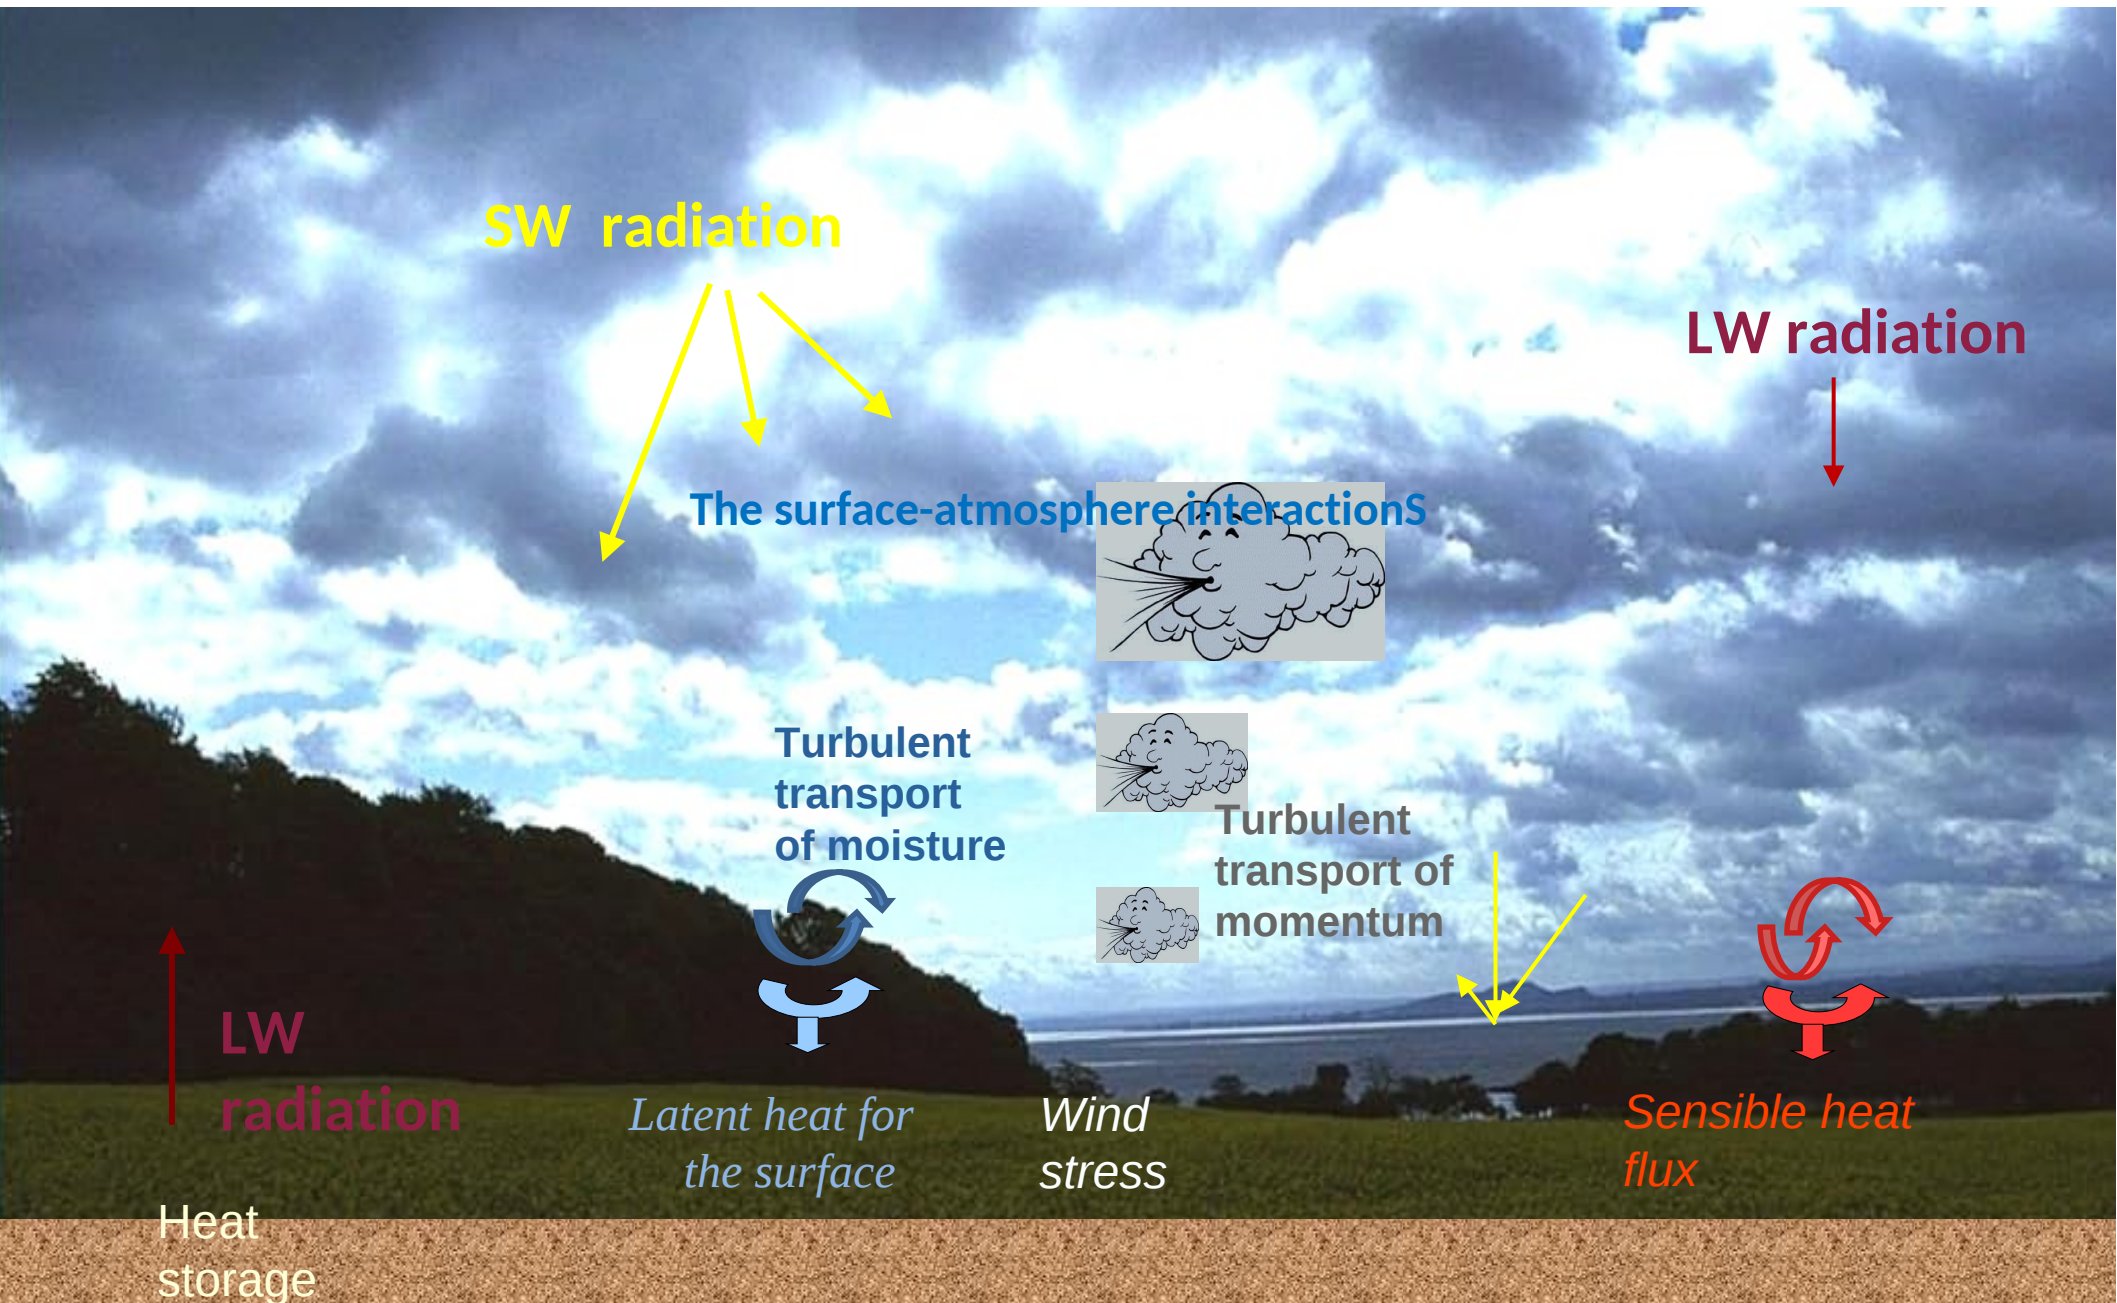 SW  radiation
LW radiation
The surface-atmosphere interactionS
Turbulent
transport
of moisture
Turbulent
transport of
momentum
LW
radiation
Latent heat for
the surface
Wind
stress
Sensible heat
flux
Heat
storage